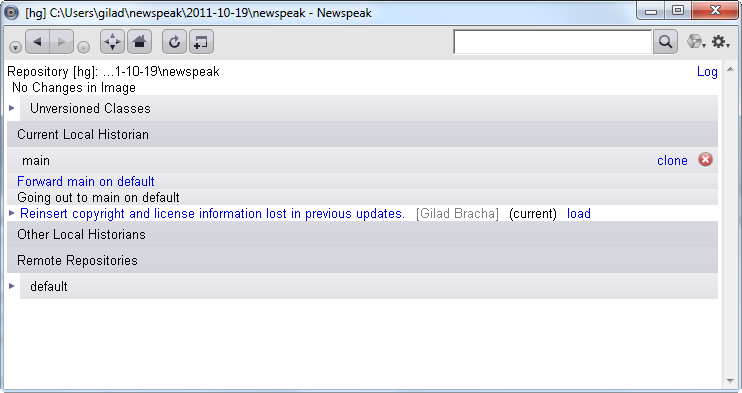 [hg] C:\Users\gilad\newspeak\2011-10-19\newspeak - Newspeak
Repository [hg]: ...1-10-19\newspeak Log
No Changes in Image
Unversioned Classes
Current Local Historian
main clone
Forward main on default
Going out to main on default
Reinsert copyright and license information lost in previous updates. [Gilad Bracha] (current) load
Other Local Historians
Remote Repositories
default